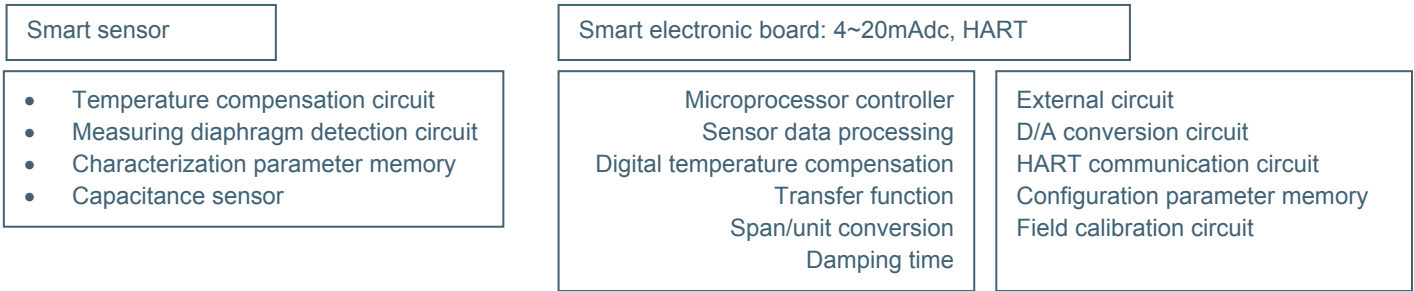 Smart sensor
• Temperature compensation circuit
• Measuring diaphragm detection circuit
• Characterization parameter memory
• Capacitance sensor
Smart electronic board: 4~20mAdc, HART
Microprocessor controller
Sensor data processing
Digital temperature compensation
Transfer function
Span/unit conversion
Damping time
External circuit
D/A conversion circuit
HART communication circuit
Configuration parameter memory
Field calibration circuit